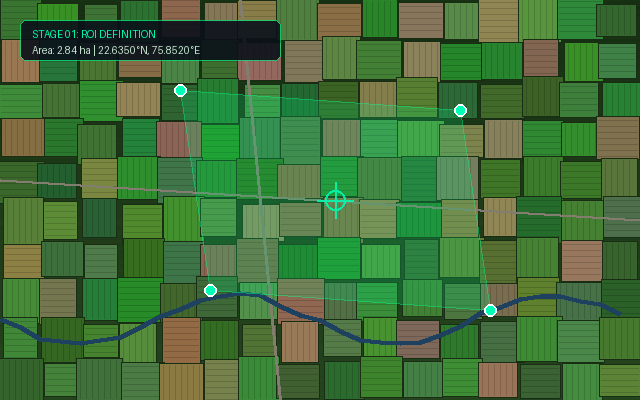 STAGE 01: ROI DEFINITION
Area: 2.84 ha | 22.6350°N, 75.8520°E